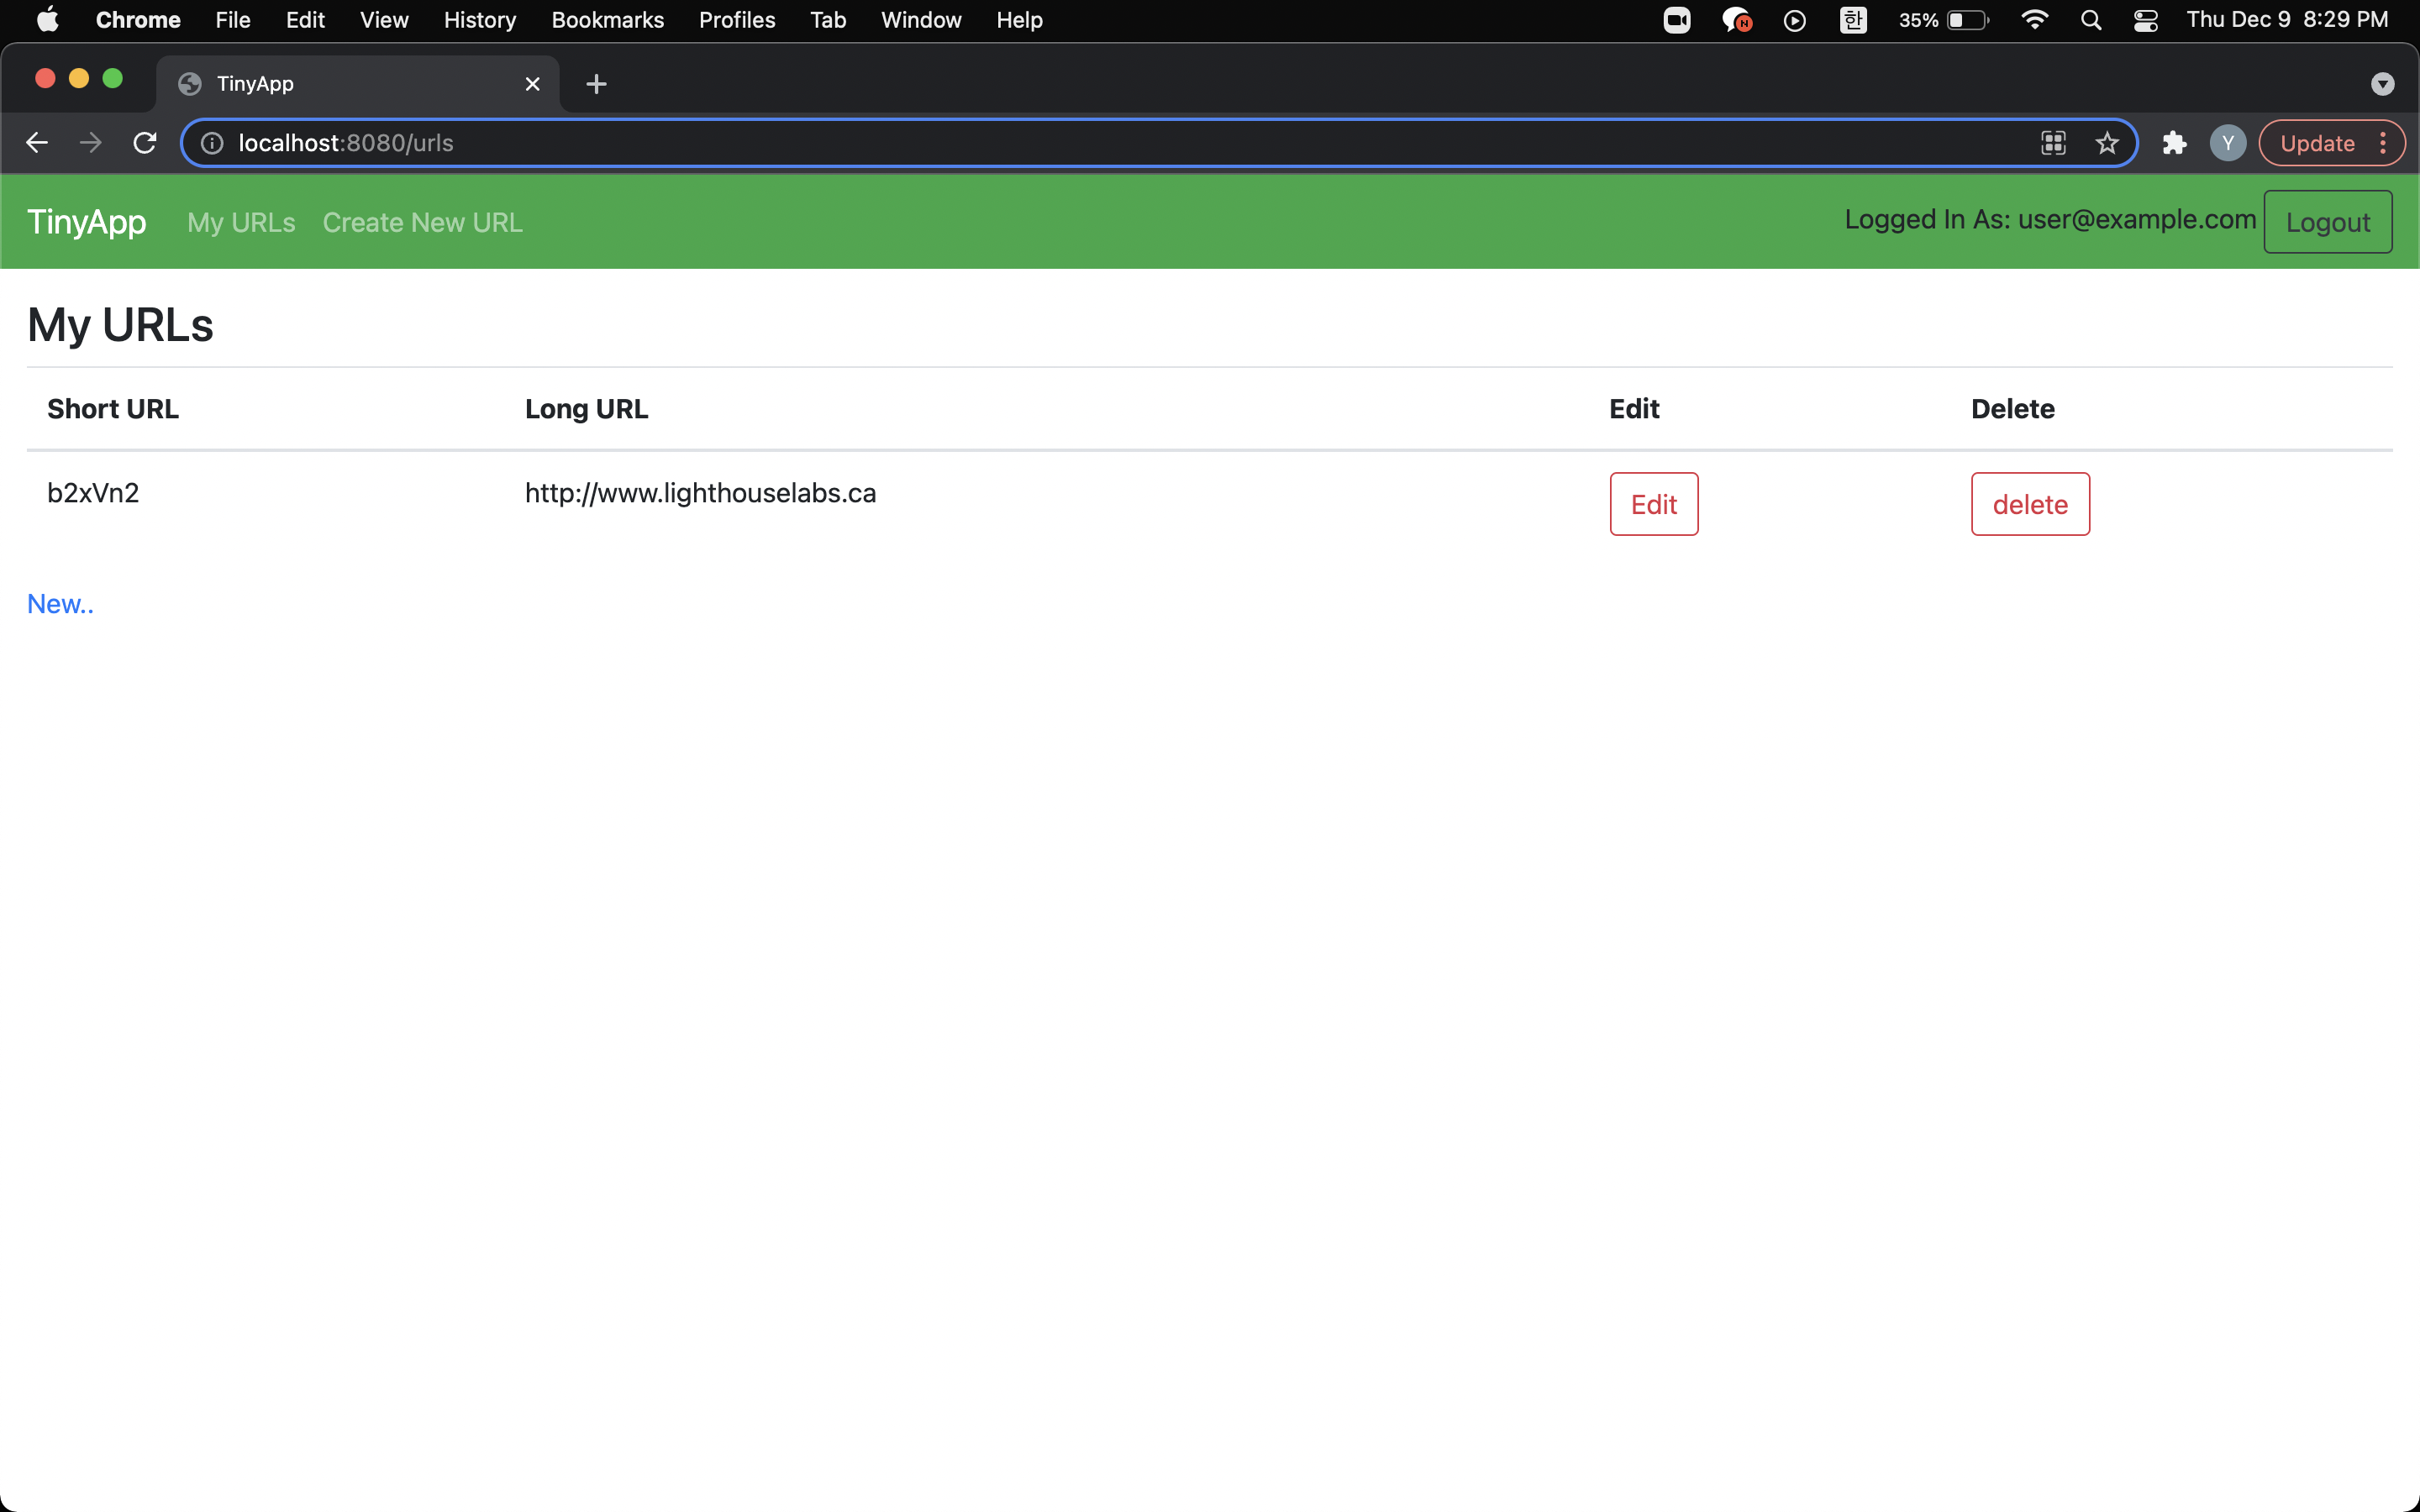 Chrome File Edit View History Bookmarks Profiles Tab Window Help N 한 35% Thu Dec 9 8:29 PM
TinyApp
localhost:8080/urls Y Update
TinyApp My URLs Create New URL Logged In As: user@example.com Logout
My URLs
Short URL Long URL Edit Delete
b2xVn2 http://www.lighthouselabs.ca Edit delete
New..